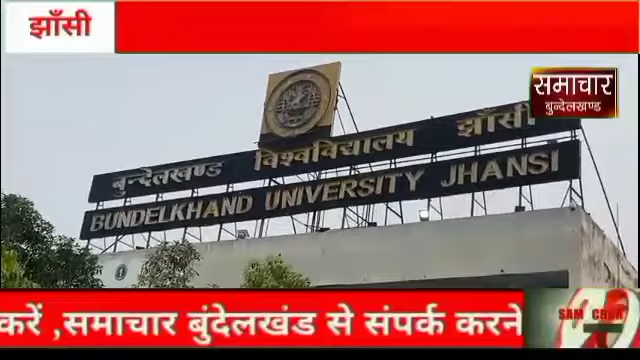 झाँसी
समाचार
बुन्देलखण्ड
बुन्देलखण्ड विश्वविद्यालय झाँसी
BUNDELKHAND UNIVERSITY JHANSI
करें ,समाचार बुंदेलखंड से संपर्क करने